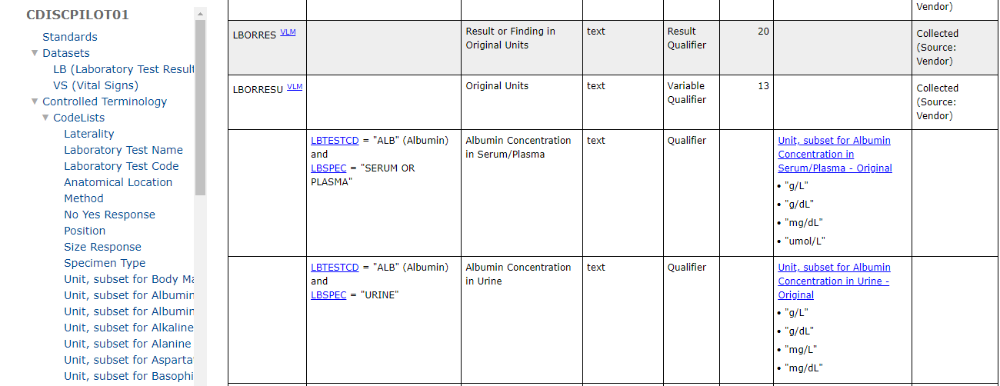 CDISCPILOT01
Standards
Datasets
LB (Laboratory Test Result
VS (Vital Signs)
Controlled Terminology
CodeLists
Laterality
Laboratory Test Name
Laboratory Test Code
Anatomical Location
Method
No Yes Response
Position
Size Response
Specimen Type
Unit, subset for Body Ma
Unit, subset for Albumin
Unit, subset for Albumin
Unit, subset for Alkaline
Unit, subset for Alanine
Unit, subset for Asparta
Unit, subset for Basophi
Vendor)
LBORRES VLM
Result or Finding in
Original Units
text
Result
Qualifier
20
Collected
(Source:
Vendor)
LBORRESU VLM
Original Units
text
Variable
Qualifier
13
Collected
(Source:
Vendor)
LBTESTCD = "ALB" (Albumin)
and
LBSPEC = "SERUM OR
PLASMA"
Albumin Concentration
in Serum/Plasma
text
Qualifier
Unit, subset for Albumin
Concentration in
Serum/Plasma - Original
• "g/L"
• "g/dL"
• "mg/dL"
• "umol/L"
LBTESTCD = "ALB" (Albumin)
and
LBSPEC = "URINE"
Albumin Concentration
in Urine
text
Qualifier
Unit, subset for Albumin
Concentration in Urine -
Original
• "g/L"
• "g/dL"
• "mg/L"
• "mg/dL"